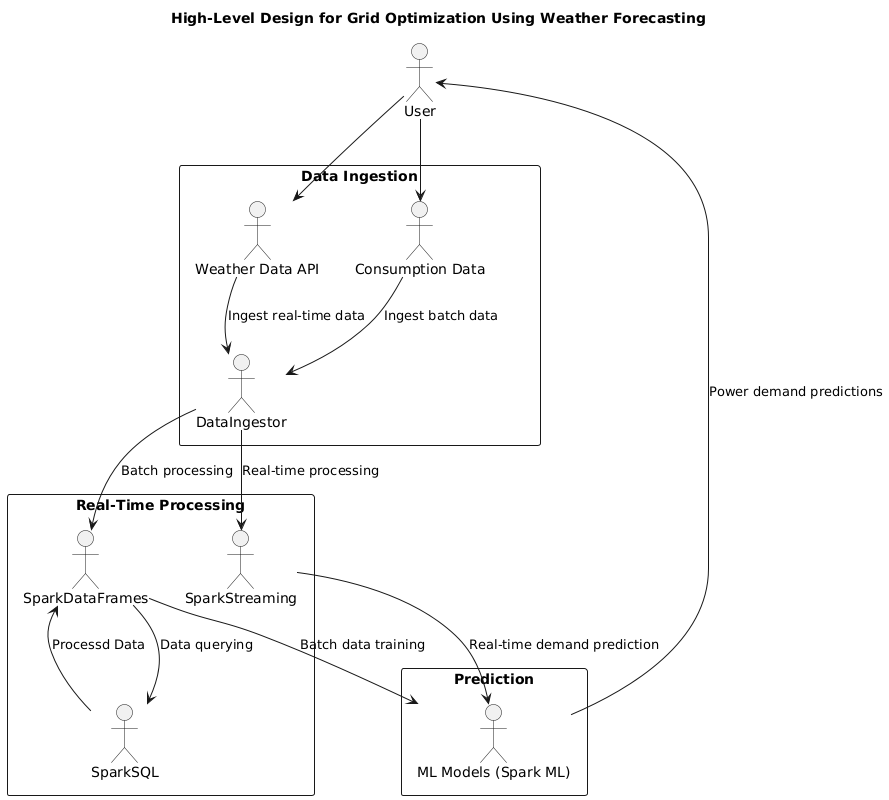 High-Level Design for Grid Optimization Using Weather Forecasting
User
Data Ingestion
Weather Data API
Consumption Data
Ingest real-time data
Ingest batch data
DataIngestor
Power demand predictions
Batch processing
Real-time processing
Real-Time Processing
SparkDataFrames
SparkStreaming
Processd Data
Data querying
Batch data training
Real-time demand prediction
Prediction
SparkSQL
ML Models (Spark ML)